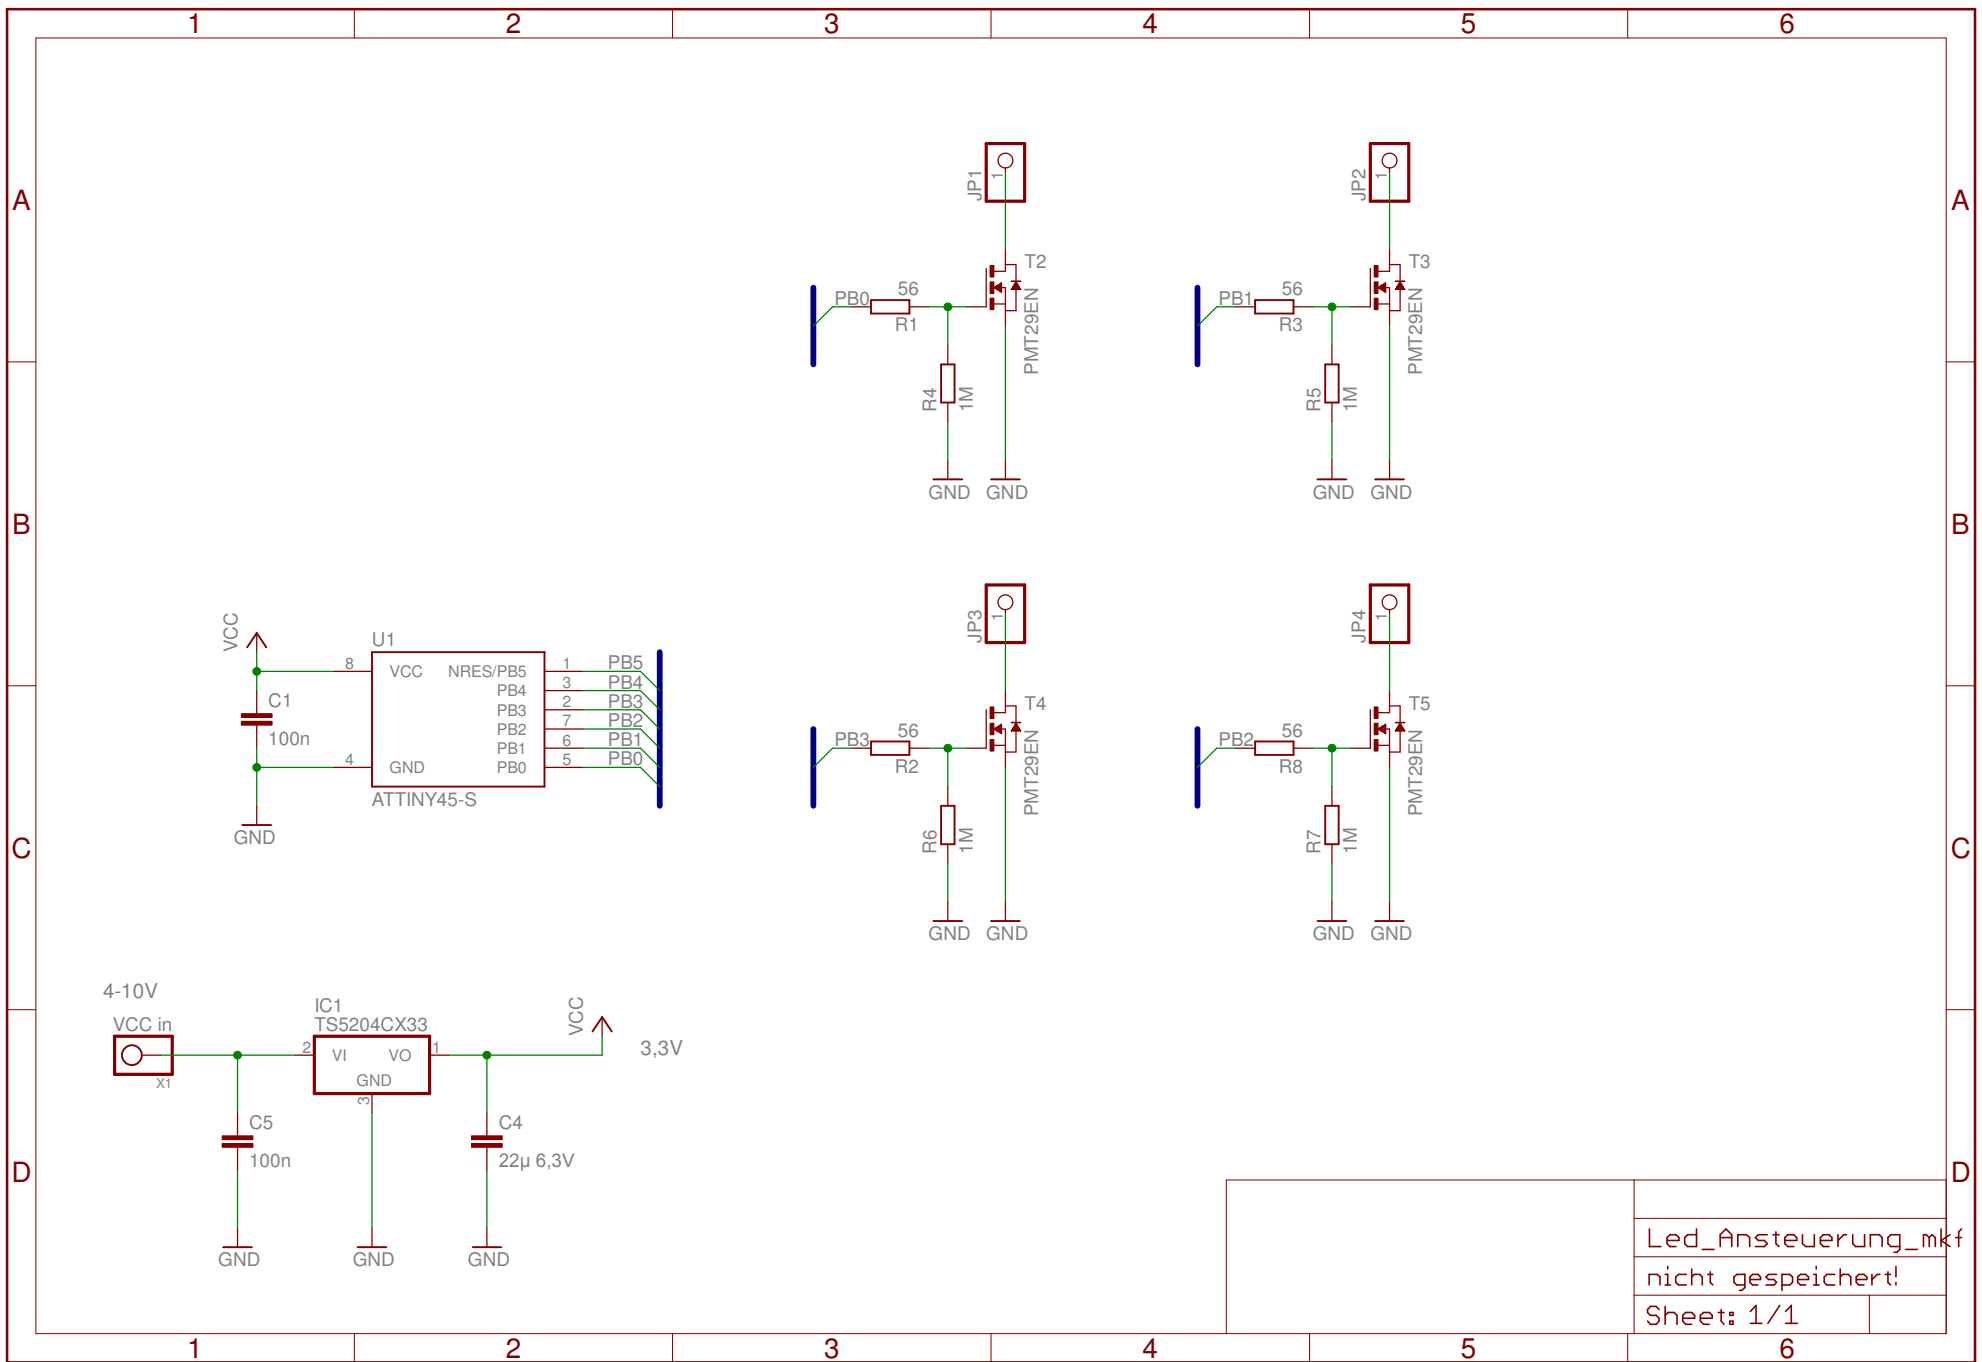 1 2 3 4 5 6
A A
JP1 1
JP2 1
T2
PMT29EN
T3
PMT29EN
PB0 56
R1
PB1 56
R3
R4 1M
R5 1M
GND GND
GND GND
B B
JP3 1
JP4 1
T4
PMT29EN
T5
PMT29EN
PB3 56
R2
PB2 56
R8
R6 1M
R7 1M
GND GND
GND GND
VCC
U1
8 VCC NRES/PB5 1 PB5
PB4 3 PB4
C1
PB3 2 PB3
PB2 7 PB2
100n
PB1 6 PB1
4 GND PB0 5 PB0
ATTINY45-S
GND
C C
4-10V
VCC in
X1
IC1
TS5204CX33
2 VI VO 1
GND
3
VCC
3,3V
C5
100n
C4
22µ 6,3V
GND GND GND
D D
Led_Ansteuerung_mkf
nicht gespeichert!
Sheet: 1/1
1 2 3 4 5 6